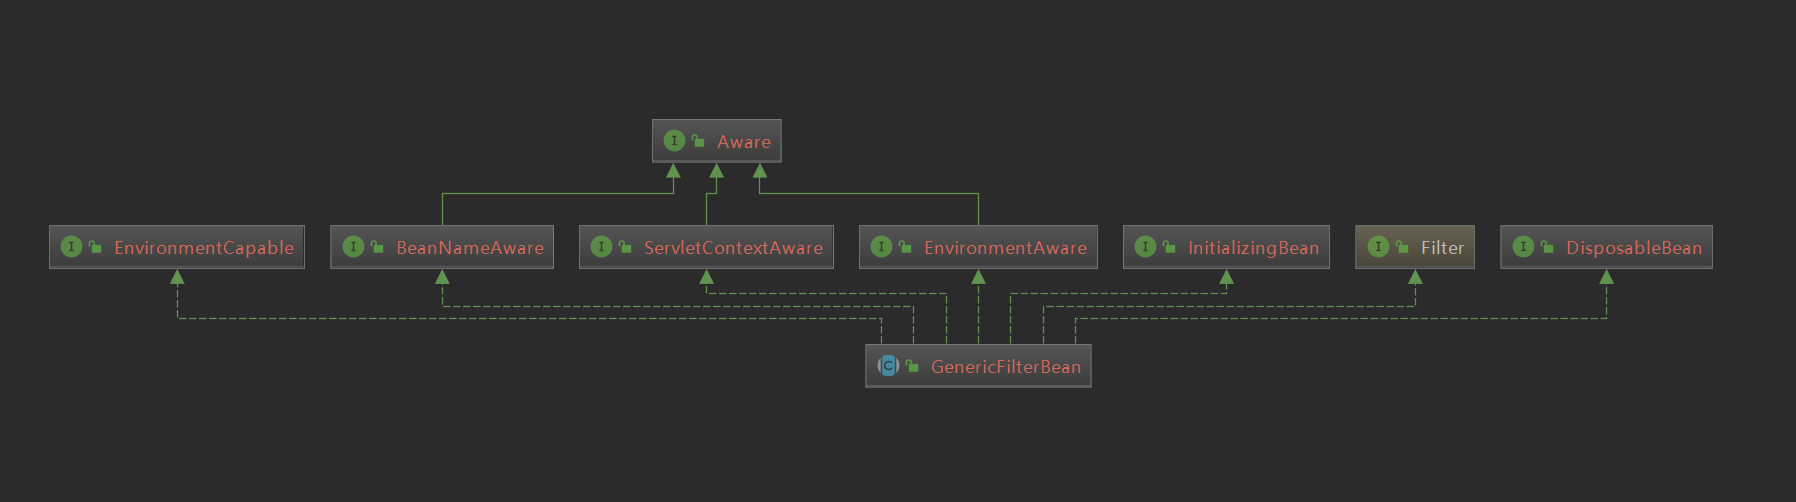 Aware
EnvironmentCapable
BeanNameAware
ServletContextAware
EnvironmentAware
InitializingBean
Filter
DisposableBean
GenericFilterBean